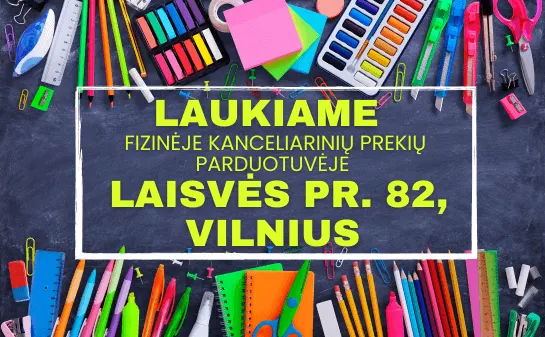 LAUKIAME
FIZINĖJE KANCELIARINIŲ PREKIŲ
PARDUOTUVĖJE
LAISVĖS PR. 82,
VILNIUS